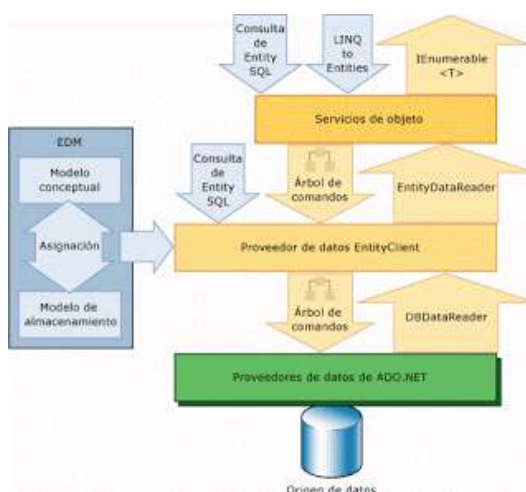 Consulta
de
Entity
SQL
LINQ
to
Entities
IEnumerable
<T>
Servicios de objeto
EDM
Modelo
conceptual
Asignación
Modelo de
almacenamiento
Consulta
de
Entity
SQL
Árbol de
comandos
EntityDataReader
Proveedor de datos EntityClient
Árbol de
comandos
DBDataReader
Proveedores de datos de ADO.NET
Origen de datos